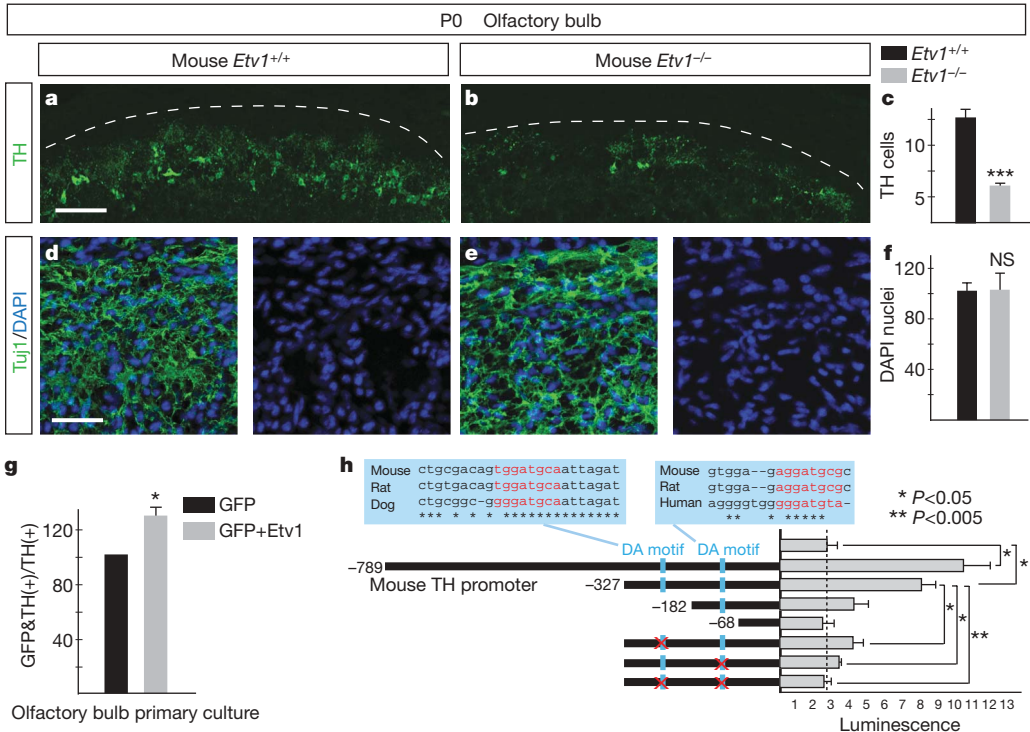 P0 Olfactory bulb
Mouse Etv1+/+
Mouse Etv1−/−
Etv1+/+
Etv1−/−
TH
a
b
c
TH cells
10
5
***
Tuj1/DAPI
d
e
f
DAPI nuclei
120
80
40
NS
g
GFP&TH(+)/TH(+)
120
80
40
*
GFP
GFP+Etv1
Olfactory bulb primary culture
h
Mouse ctgcgacagtggatgcaattagat
Rat ctgtgacagtggatgcaattagat
Dog ctgcggc-ggggatgcaattagat
*** * * * ***************
Mouse gtgga--gaggatgcgc
Rat gtgga--gaggatgcgc
Human aggggtggggatgta-
** * *****
* P<0.05
** P<0.005
DA motif DA motif
−789
Mouse TH promoter
−327
−182
−68
*
*
*
*
**
1 2 3 4 5 6 7 8 9 10 11 12 13
Luminescence